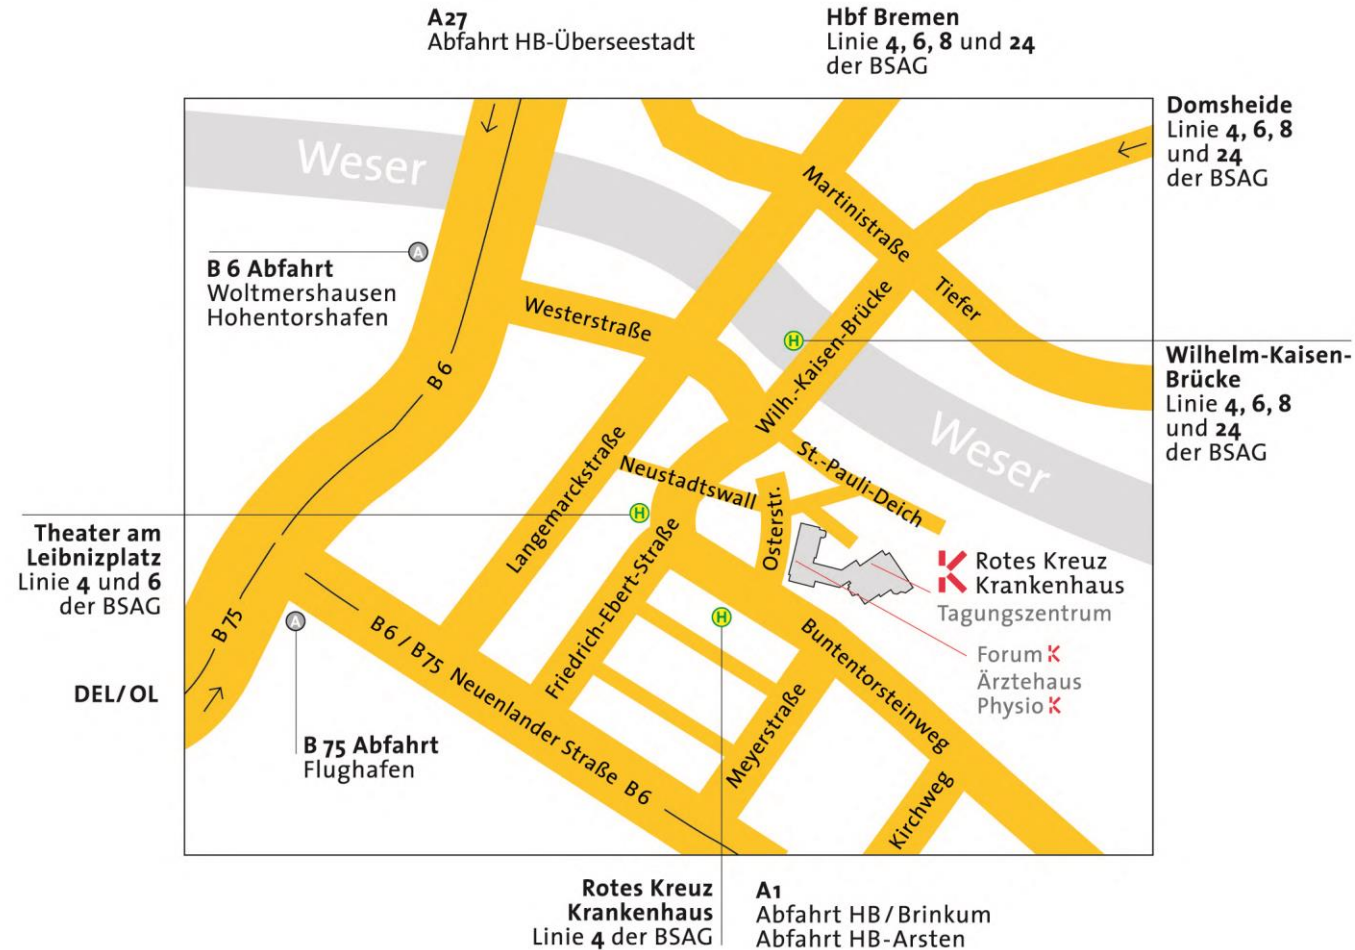 A27
Abfahrt HB-Überseestadt
Hbf Bremen
Linie 4, 6, 8 und 24
der BSAG
Domsheide
Linie 4, 6, 8
und 24
der BSAG
Weser
Martinistraße
B 6 Abfahrt
Woltmershausen
Hohentorshafen
A
Westerstraße
Tiefer
H
Wilh.-Kaisen-Brücke
Wilhelm-Kaisen-
Brücke
Linie 4, 6, 8
und 24
der BSAG
B 6
Weser
Langemarckstraße
Neustadtswall
St.-Pauli-Deich
Osterstr.
H
Theater am
Leibnizplatz
Linie 4 und 6
der BSAG
Friedrich-Ebert-Straße
Rotes Kreuz
Krankenhaus
Tagungszentrum
Forum
Ärztehaus
Physio
B 75
A
H
B 6 / B 75 Neuenlander Straße B 6
Buntentorsteinweg
Meyerstraße
Kirchweg
DEL/OL
B 75 Abfahrt
Flughafen
Rotes Kreuz
Krankenhaus
Linie 4 der BSAG
A1
Abfahrt HB/Brinkum
Abfahrt HB-Arsten